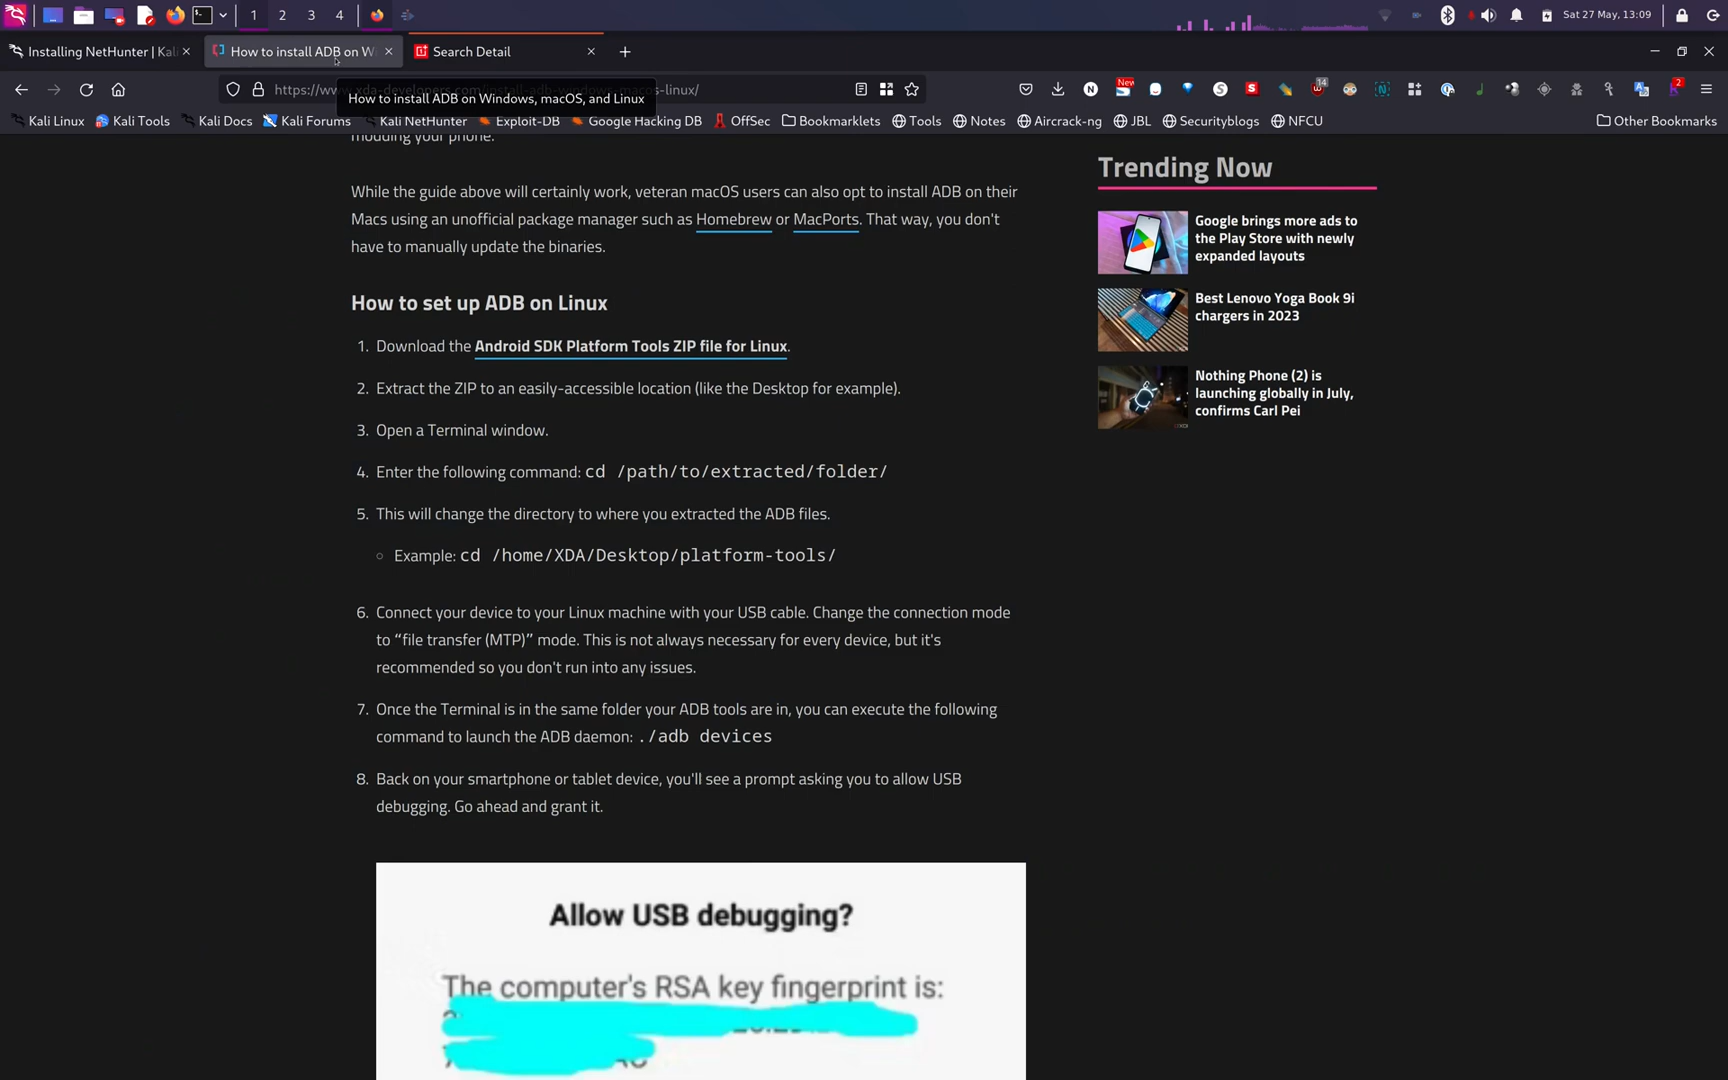 1 2 3 4 Sat 27 May, 13:09
Installing NetHunter | Kali How to install ADB on W Search Detail
https://www.xda-developers.com/install-adb-windows-macos-linux/
How to install ADB on Windows, macOS, and Linux
New 14 2
Kali Linux Kali Tools Kali Docs Kali Forums Kali NetHunter Exploit-DB Google Hacking DB OffSec Bookmarklets Tools Notes Aircrack-ng JBL Securityblogs NFCU Other Bookmarks
modding your phone.
While the guide above will certainly work, veteran macOS users can also opt to install ADB on their
Macs using an unofficial package manager such as Homebrew or MacPorts. That way, you don't
have to manually update the binaries.
How to set up ADB on Linux
1. Download the Android SDK Platform Tools ZIP file for Linux.
2. Extract the ZIP to an easily-accessible location (like the Desktop for example).
3. Open a Terminal window.
4. Enter the following command: cd /path/to/extracted/folder/
5. This will change the directory to where you extracted the ADB files.
Example: cd /home/XDA/Desktop/platform-tools/
6. Connect your device to your Linux machine with your USB cable. Change the connection mode
to “file transfer (MTP)” mode. This is not always necessary for every device, but it's
recommended so you don't run into any issues.
7. Once the Terminal is in the same folder your ADB tools are in, you can execute the following
command to launch the ADB daemon: ./adb devices
8. Back on your smartphone or tablet device, you'll see a prompt asking you to allow USB
debugging. Go ahead and grant it.
Allow USB debugging?
The computer's RSA key fingerprint is:
Trending Now
Google brings more ads to
the Play Store with newly
expanded layouts
Best Lenovo Yoga Book 9i
chargers in 2023
Nothing Phone (2) is
launching globally in July,
confirms Carl Pei